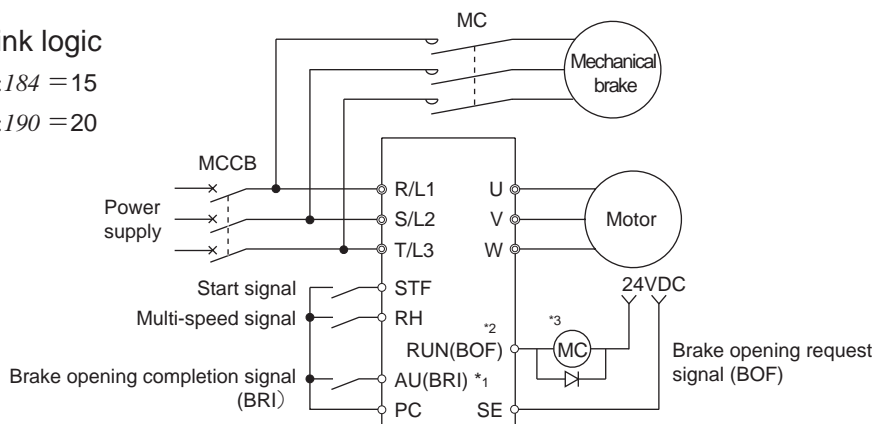 ink logic
184 =15
190 =20
MC
Mechanical
brake
MCCB
Power
supply
R/L1
S/L2
T/L3
U
V
W
Motor
24VDC
Start signal
STF
Multi-speed signal
RH
*2
*3
RUN(BOF)
MC
Brake opening request
signal (BOF)
Brake opening completion signal
(BRI)
AU(BRI) *1
PC
SE